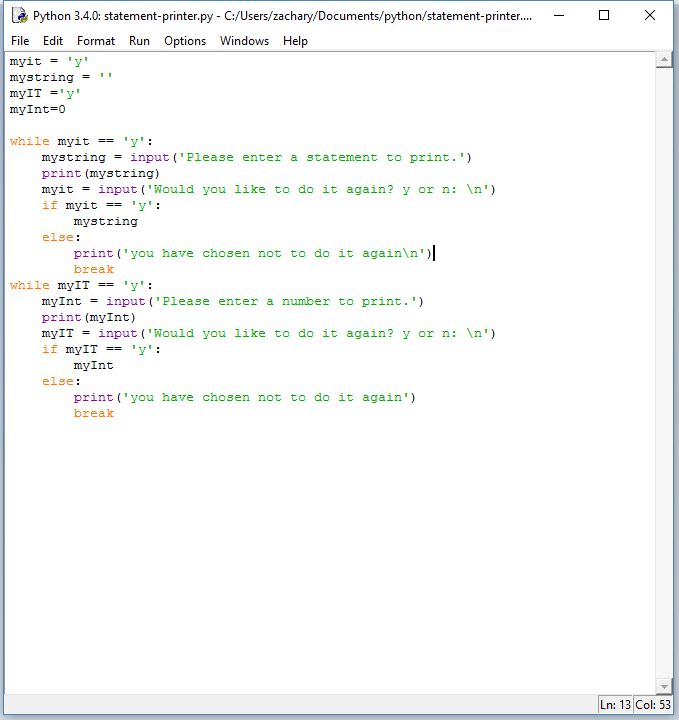 Python 3.4.0: statement-printer.py - C:/Users/zachary/Documents/python/statement-printer....
File Edit Format Run Options Windows Help
myit = 'y'
mystring = ''
myIT ='y'
myInt=0

while myit == 'y':
    mystring = input('Please enter a statement to print.')
    print(mystring)
    myit = input('Would you like to do it again? y or n: \n')
    if myit == 'y':
        mystring
    else:
        print('you have chosen not to do it again\n')
        break
while myIT == 'y':
    myInt = input('Please enter a number to print.')
    print(myInt)
    myIT = input('Would you like to do it again? y or n: \n')
    if myIT == 'y':
        myInt
    else:
        print('you have chosen not to do it again')
        break
Ln: 13 Col: 53